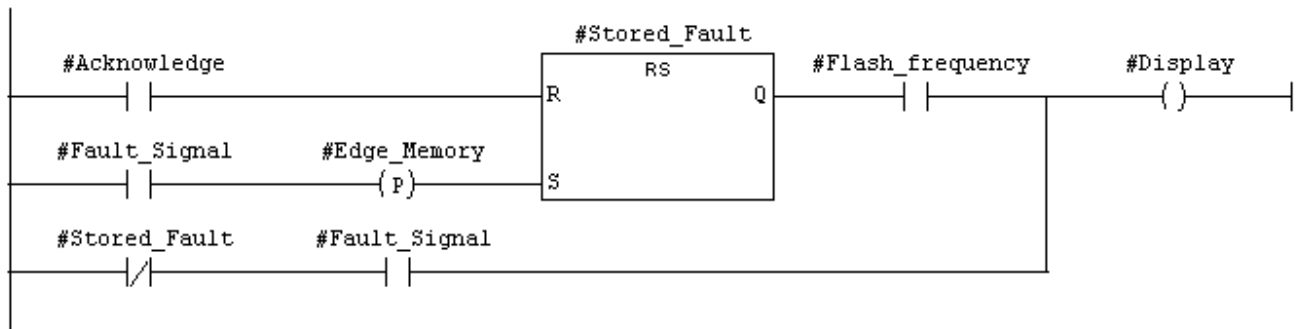 #Stored_Fault
#Acknowledge RS #Flash_frequency #Display
R Q ( )
#Fault_Signal #Edge_Memory
(P) S
#Stored_Fault #Fault_Signal